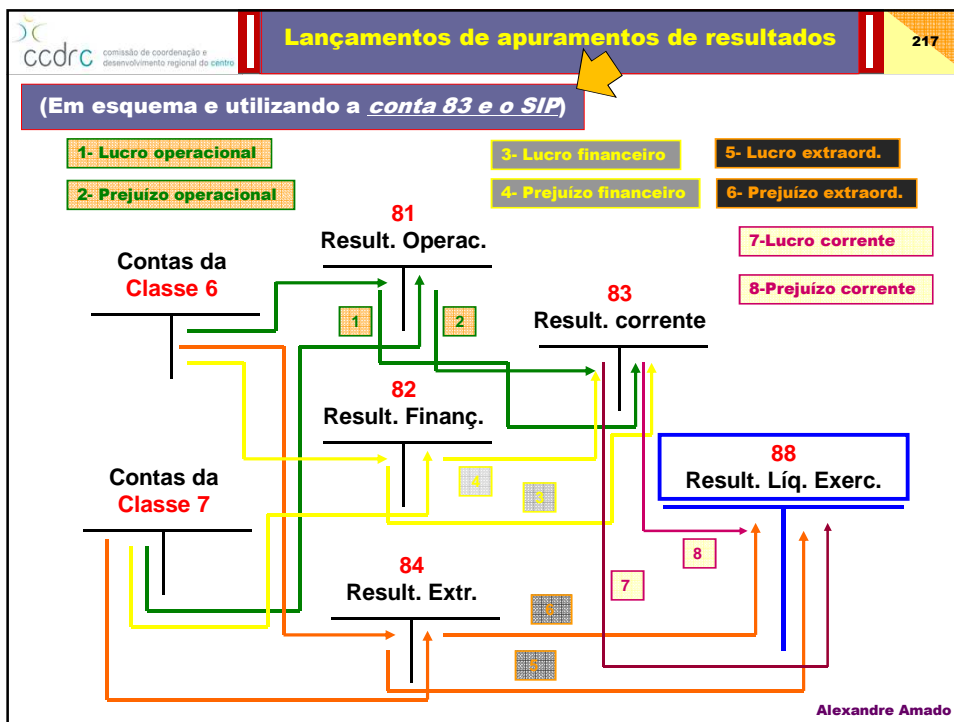 ccdrc
comissão de coordenação e
desenvolvimento regional do centro
Lançamentos de apuramentos de resultados
217
(Em esquema e utilizando a conta 83 e o SIP)
1- Lucro operacional
2- Prejuízo operacional
3- Lucro financeiro
4- Prejuízo financeiro
5- Lucro extraord.
6- Prejuízo extraord.
7-Lucro corrente
8-Prejuízo corrente
81
Result. Operac.
Contas da
Classe 6
83
Result. corrente
1
2
82
Result. Finanç.
88
Result. Líq. Exerc.
Contas da
Classe 7
4
3
8
84
Result. Extr.
7
6
5
Alexandre Amado